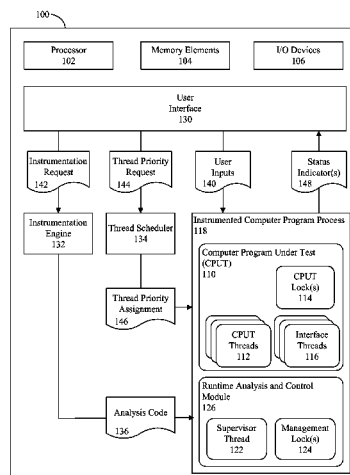 100
Processor
102
Memory Elements
104
I/O Devices
106
User
Interface
130
Instrumentation
Request
142
Thread Priority
Request
144
User
Inputs
140
Status
Indicator(s)
148
Instrumentation
Engine
132
Thread Scheduler
134
Instrumented Computer Program Process
118
Computer Program Under Test
(CPUT)
110
CPUT
Lock(s)
114
Thread Priority
Assignment
146
CPUT
Threads
112
Interface
Threads
116
Runtime Analysis and Control
Module
126
Analysis Code
136
Supervisor
Thread
122
Management
Lock(s)
124